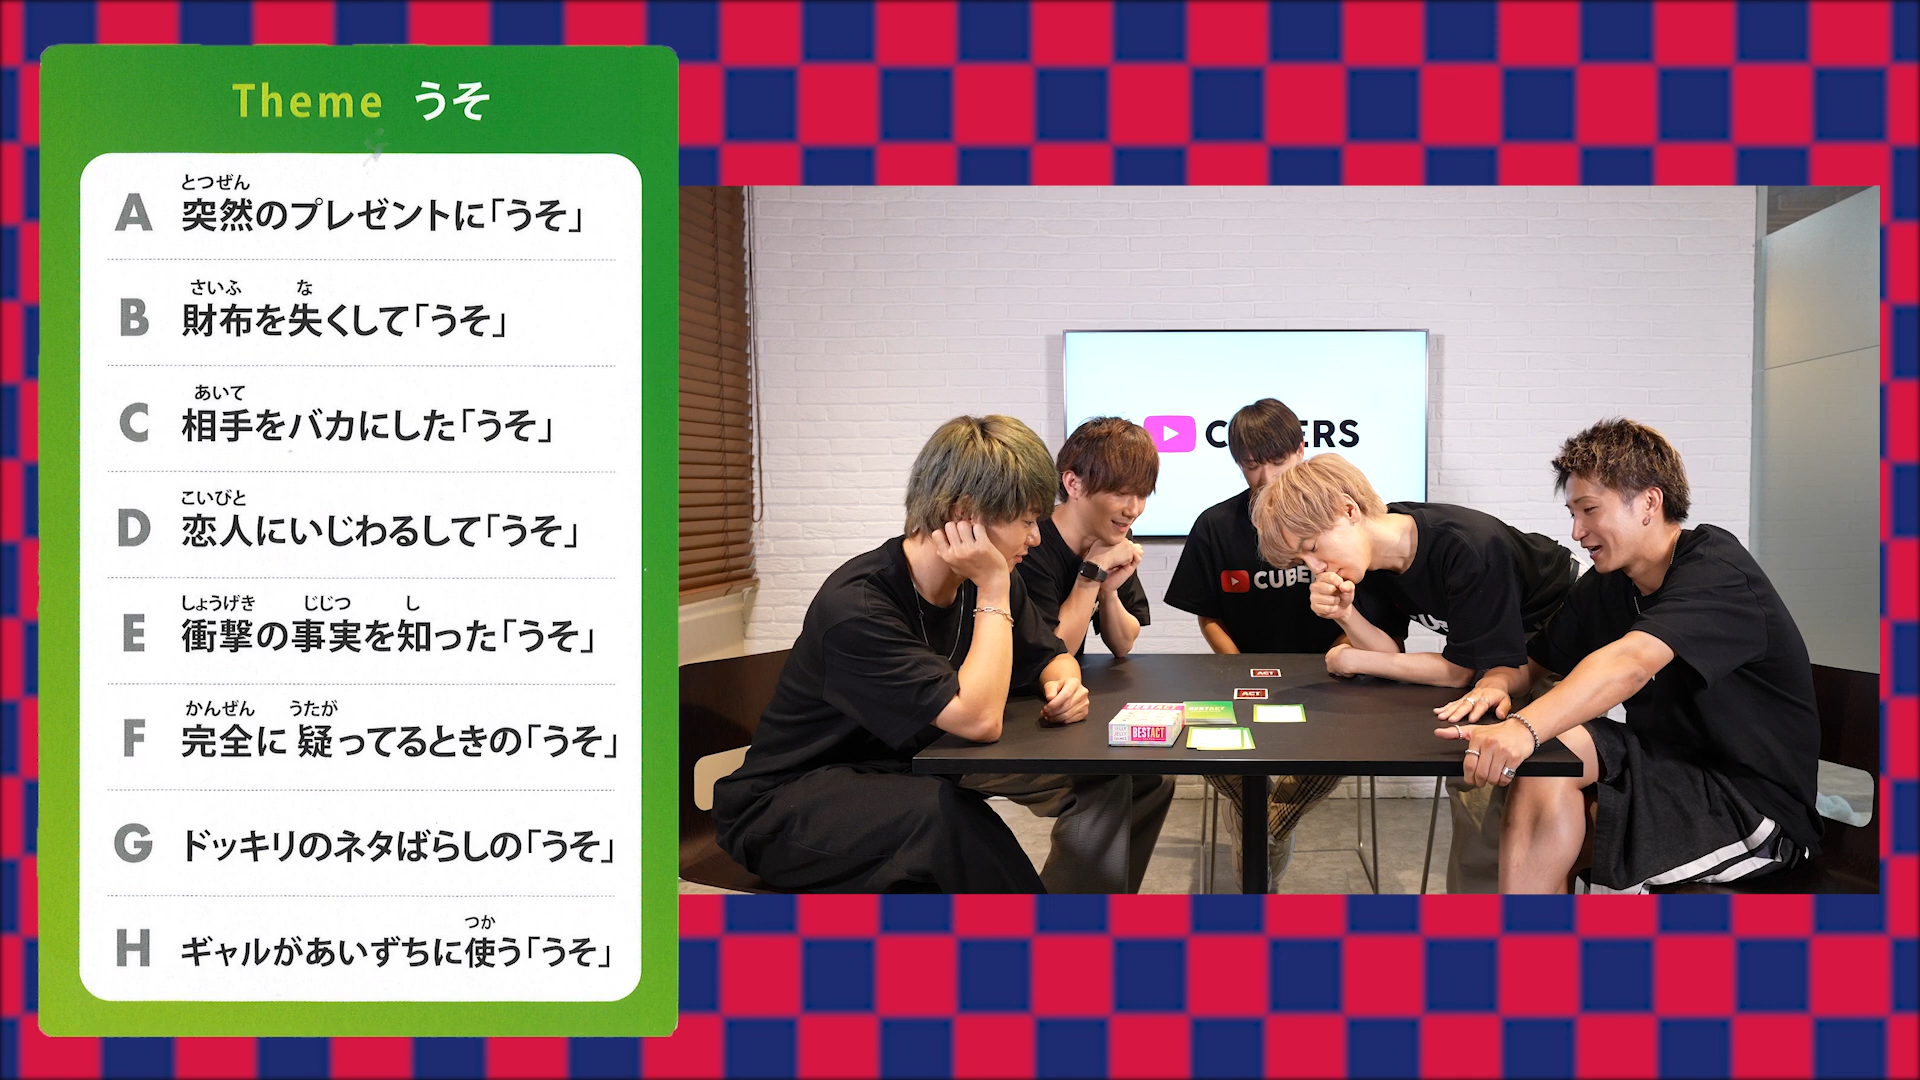 Theme うそ
とつぜん
A 突然のプレゼントに「うそ」
さいふ な
B 財布を失くして「うそ」
あいて
C 相手をバカにした「うそ」
こいびと
D 恋人にいじわるして「うそ」
しょうげき じじつ し
E 衝撃の事実を知った「うそ」
かんぜん うたが
F 完全に疑ってるときの「うそ」
G ドッキリのネタばらしの「うそ」
つか
H ギャルがあいずちに使う「うそ」
ACT
ACT
BESTACT